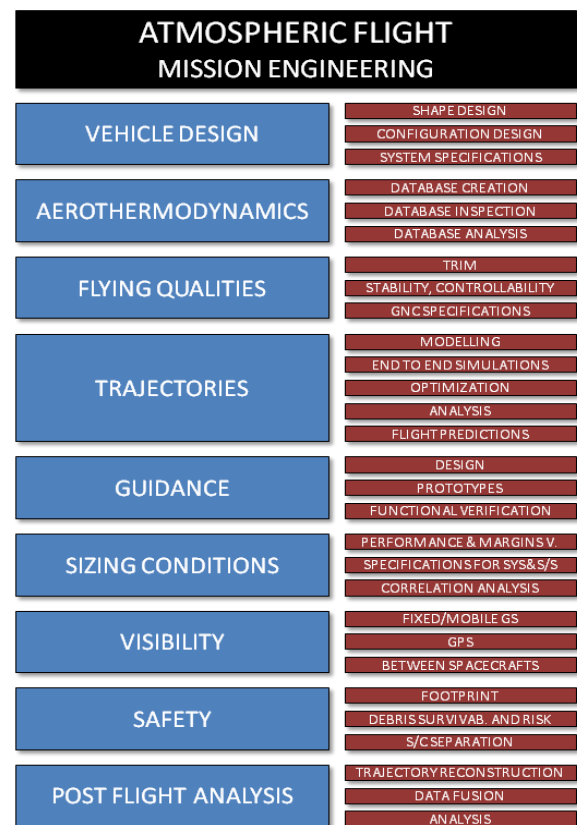 ATMOSPHERIC FLIGHT
MISSION ENGINEERING
VEHICLE DESIGN
SHAPE DESIGN
CONFIGURATION DESIGN
SYSTEM SPECIFICATIONS
AEROTHERMODYNAMICS
DATABASE CREATION
DATABASE INSPECTION
DATABASE ANALYSIS
FLYING QUALITIES
TRIM
STABILITY, CONTROLLABILITY
GNC SPECIFICATIONS
TRAJECTORIES
MODELLING
END TO END SIMULATIONS
OPTIMIZATION
ANALYSIS
FLIGHT PREDICTIONS
GUIDANCE
DESIGN
PROTOTYPES
FUNCTIONAL VERIFICATION
SIZING CONDITIONS
PERFORMANCE & MARGINS V.
SPECIFICATIONS FOR SYS&S/S
CORRELATION ANALYSIS
VISIBILITY
FIXED/MOBILE GS
GPS
BETWEEN SPACECRAFTS
SAFETY
FOOTPRINT
DEBRIS SURVIVAB. AND RISK
S/C SEPARATION
POST FLIGHT ANALYSIS
TRAJECTORY RECONSTRUCTION
DATA FUSION
ANALYSIS